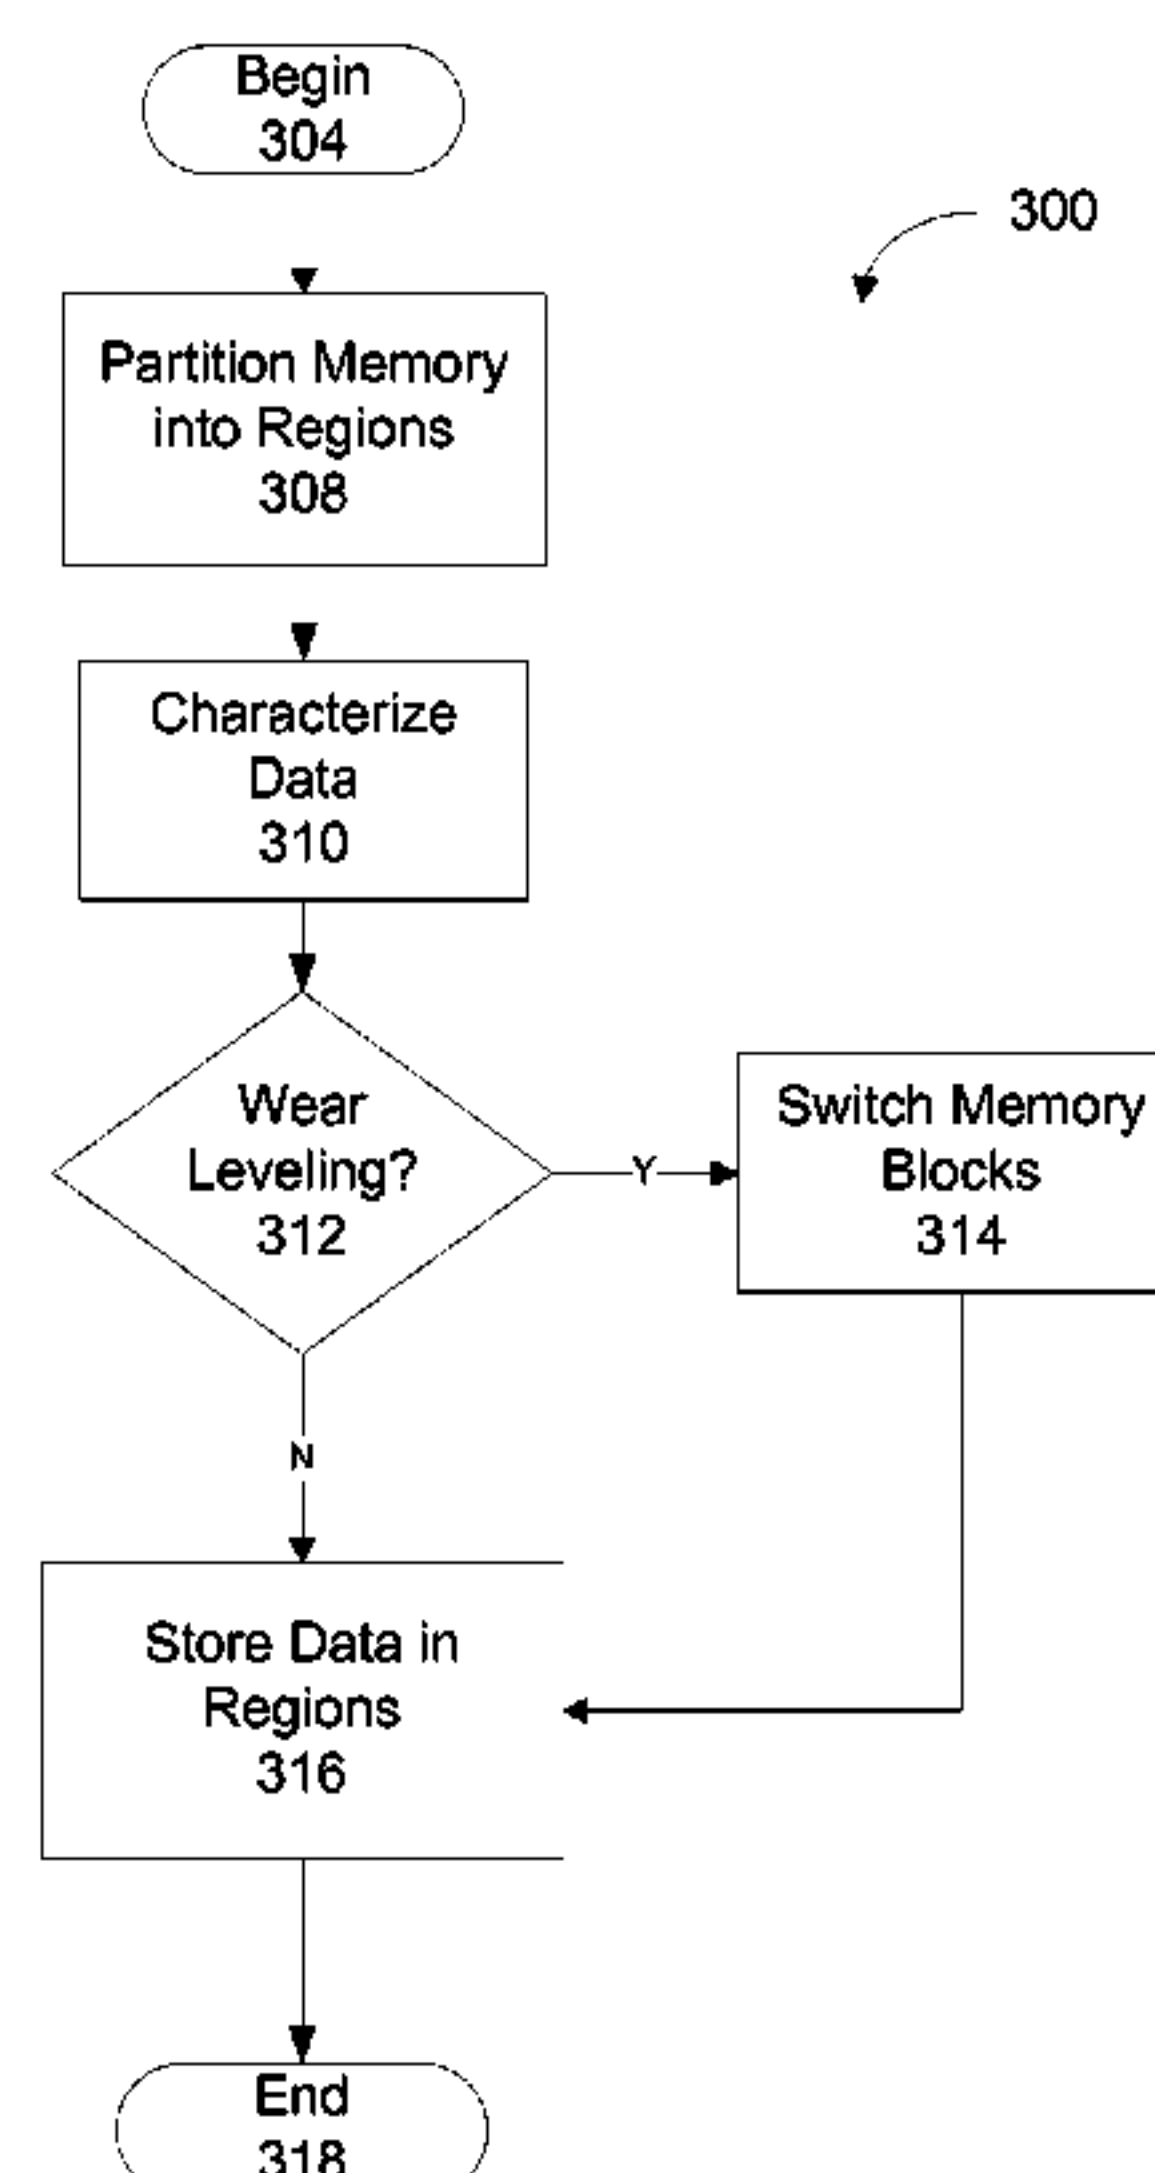 Begin
304
300
Partition Memory
into Regions
308
Characterize
Data
310
Wear
Leveling?
312
Y
Switch Memory
Blocks
314
N
Store Data in
Regions
316
End
318